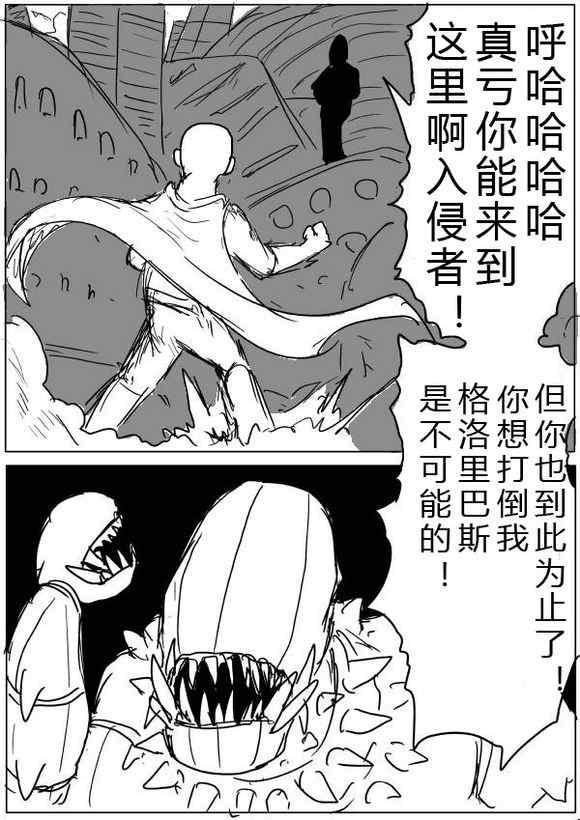 呼哈哈哈哈
真亏你能来到
这里啊入侵者！
但你也到此为止了！
你想打倒我
格洛里巴斯
是不可能的！